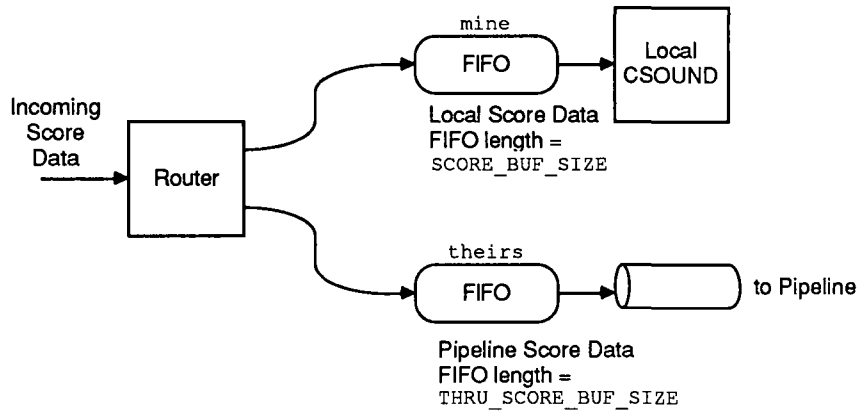 mine
FIFO
Local
CSOUND
Incoming
Score
Data
Router
Local Score Data
FIFO length =
SCORE_BUF_SIZE
theirs
FIFO
to Pipeline
Pipeline Score Data
FIFO length =
THRU_SCORE_BUF_SIZE